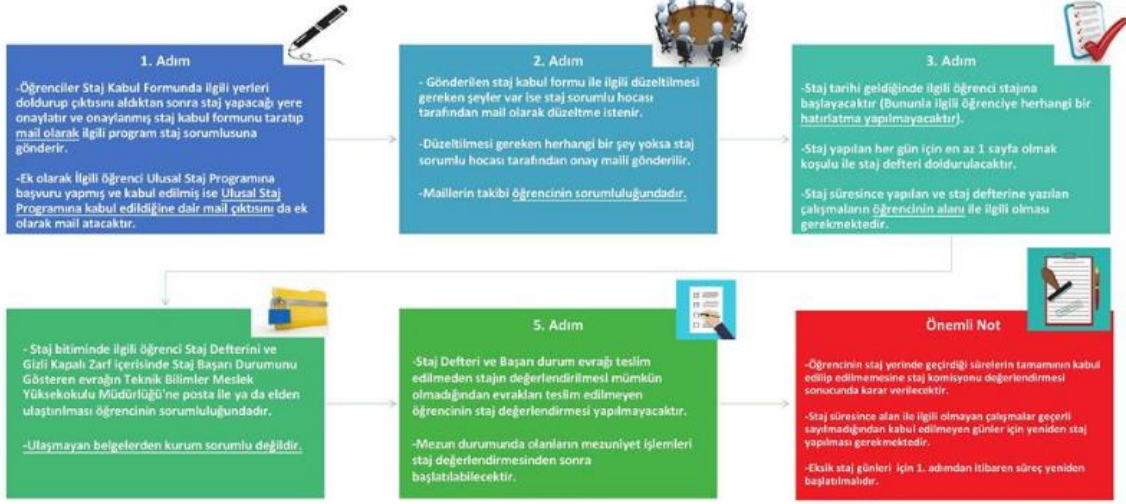 1. Adım
-Öğrenciler Staj Kabul Formunda ilgili yerleri
doldurup çıktısını aldıktan sonra staj yapacağı yere
onaylatır ve onaylanmış staj kabul formunu taratıp
mail olarak ilgili program staj sorumlusuna
gönderir.
-Ek olarak İlgili öğrenci Ulusal Staj Programına
başvuru yapmış ve kabul edilmiş ise Ulusal Staj
Programına kabul edildiğine dair mail çıktısını da ek
olarak mail atacaktır.
2. Adım
- Gönderilen staj kabul formu ile ilgili düzeltilmesi
gereken şeyler var ise staj sorumlu hocası
tarafından mail olarak düzeltme istenir.
-Düzeltilmesi gereken herhangi bir şey yoksa staj
sorumlu hocası tarafından onay maili gönderilir.
-Maillerin takibi öğrencinin sorumluluğundadır.
3. Adım
-Staj tarihi geldiğinde ilgili öğrenci stajına
başlayacaktır (Bununla ilgili öğrenciye herhangi bir
hatırlatma yapılmayacaktır).
-Staj yapılan her gün için en az 1 sayfa olmak
koşulu ile staj defteri doldurulacaktır.
-Staj süresince yapılan ve staj defterine yazılan
çalışmaların öğrencinin alanı ile ilgili olması
gerekmektedir.
- Staj bitiminde ilgili öğrenci Staj Defterini ve
Gizli Kapalı Zarf içerisinde Staj Başarı Durumunu
Gösteren evrağın Teknik Bilimler Meslek
Yüksekokulu Müdürlüğü'ne posta ile ya da elden
ulaştırılması öğrencinin sorumluluğundadır.
-Ulaşmayan belgelerden kurum sorumlu değildir.
5. Adım
-Staj Defteri ve Başarı durum evrağı teslim
edilmeden stajın değerlendirilmesi mümkün
olmadığından evrakları teslim edilmeyen
öğrencinin staj değerlendirmesi yapılmayacaktır.
-Mezun durumunda olanların mezuniyet işlemleri
staj değerlendirmesinden sonra
başlatılabilecektir.
Önemli Not
-Öğrencinin staj yerinde geçirdiği sürelerin tamamının kabul
edilip edilmemesine staj komisyonu değerlendirmesi
sonucunda karar verilecektir.
-Staj süresince alan ile ilgili olmayan çalışmalar geçerli
sayılmadığından kabul edilmeyen günler için yeniden staj
yapılması gerekmektedir.
-Eksik staj günleri için 1. adımdan itibaren süreç yeniden
başlatılmalıdır.